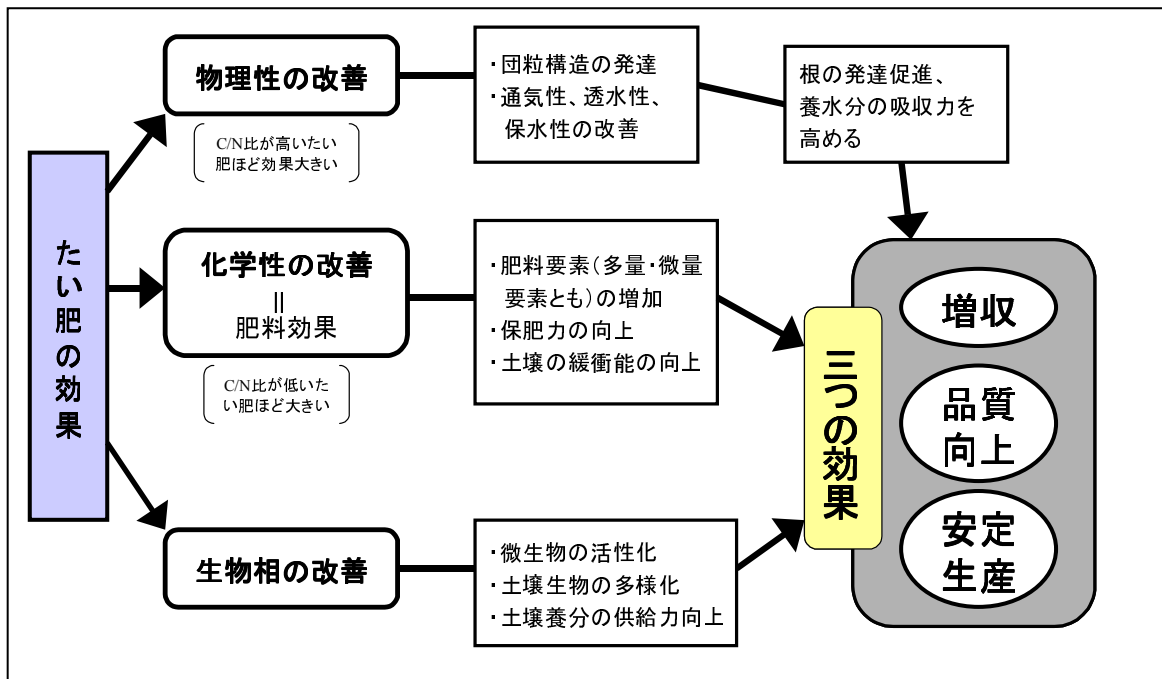 たい肥の効果
物理性の改善
C/N比が高いたい
肥ほど効果大きい
・団粒構造の発達
・通気性、透水性、
保水性の改善
根の発達促進、
養水分の吸収力を
高める
化学性の改善
＝
肥料効果
C/N比が低いた
い肥ほど大きい
・肥料要素（多量・微量
要素とも）の増加
・保肥力の向上
・土壌の緩衝能の向上
生物相の改善
・微生物の活性化
・土壌生物の多様化
・土壌養分の供給力向上
三つの効果
増収
品質
向上
安定
生産